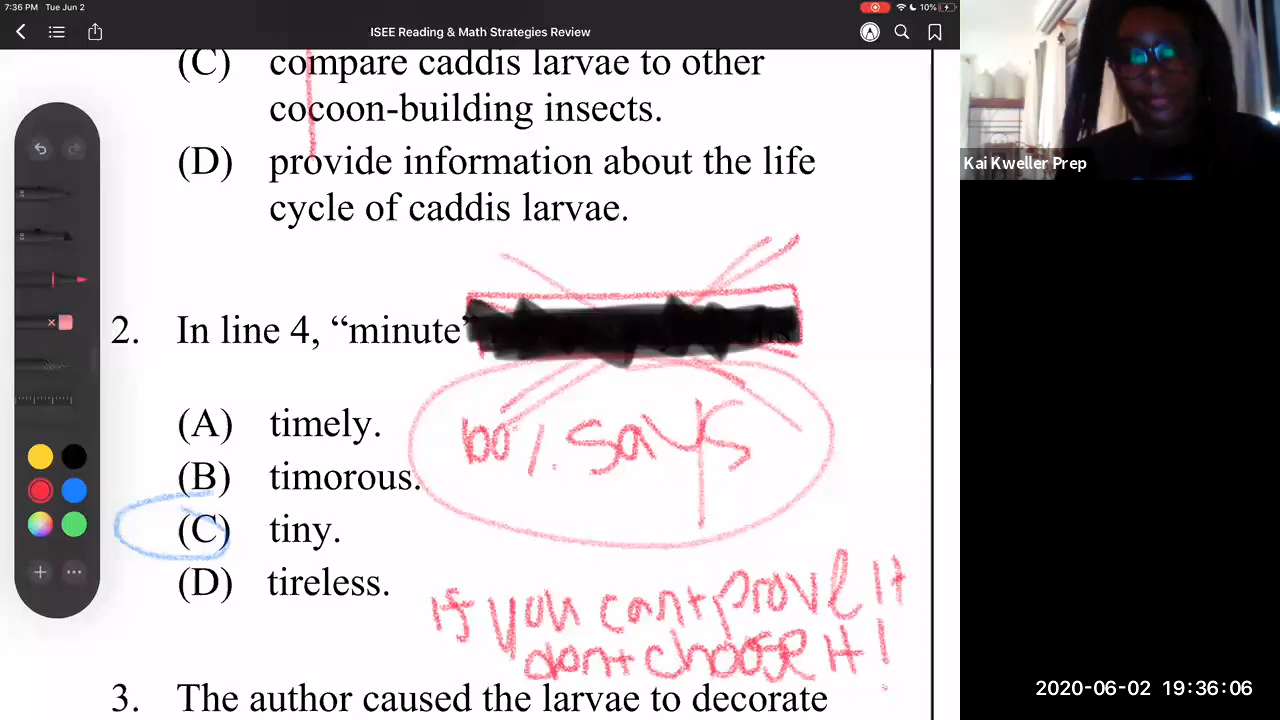 7:36 PM Tue Jun 2
10%
ISEE Reading & Math Strategies Review
(C) compare caddis larvae to other
cocoon-building insects.
(D) provide information about the life
cycle of caddis larvae.
2. In line 4, “minute”
(A) timely.
(B) timorous.
(C) tiny.
(D) tireless.
100% says
If you can't prove it
don't choose it!
3. The author caused the larvae to decorate
Kai Kweller Prep
2020-06-02 19:36:06